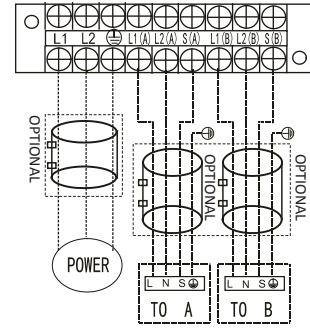 L1 L2 L1(A) L2(A) S(A) L1(B) L2(B) S(B)
OPTIONAL
OPTIONAL
OPTIONAL
POWER
L N S
L N S
TO A
TO B